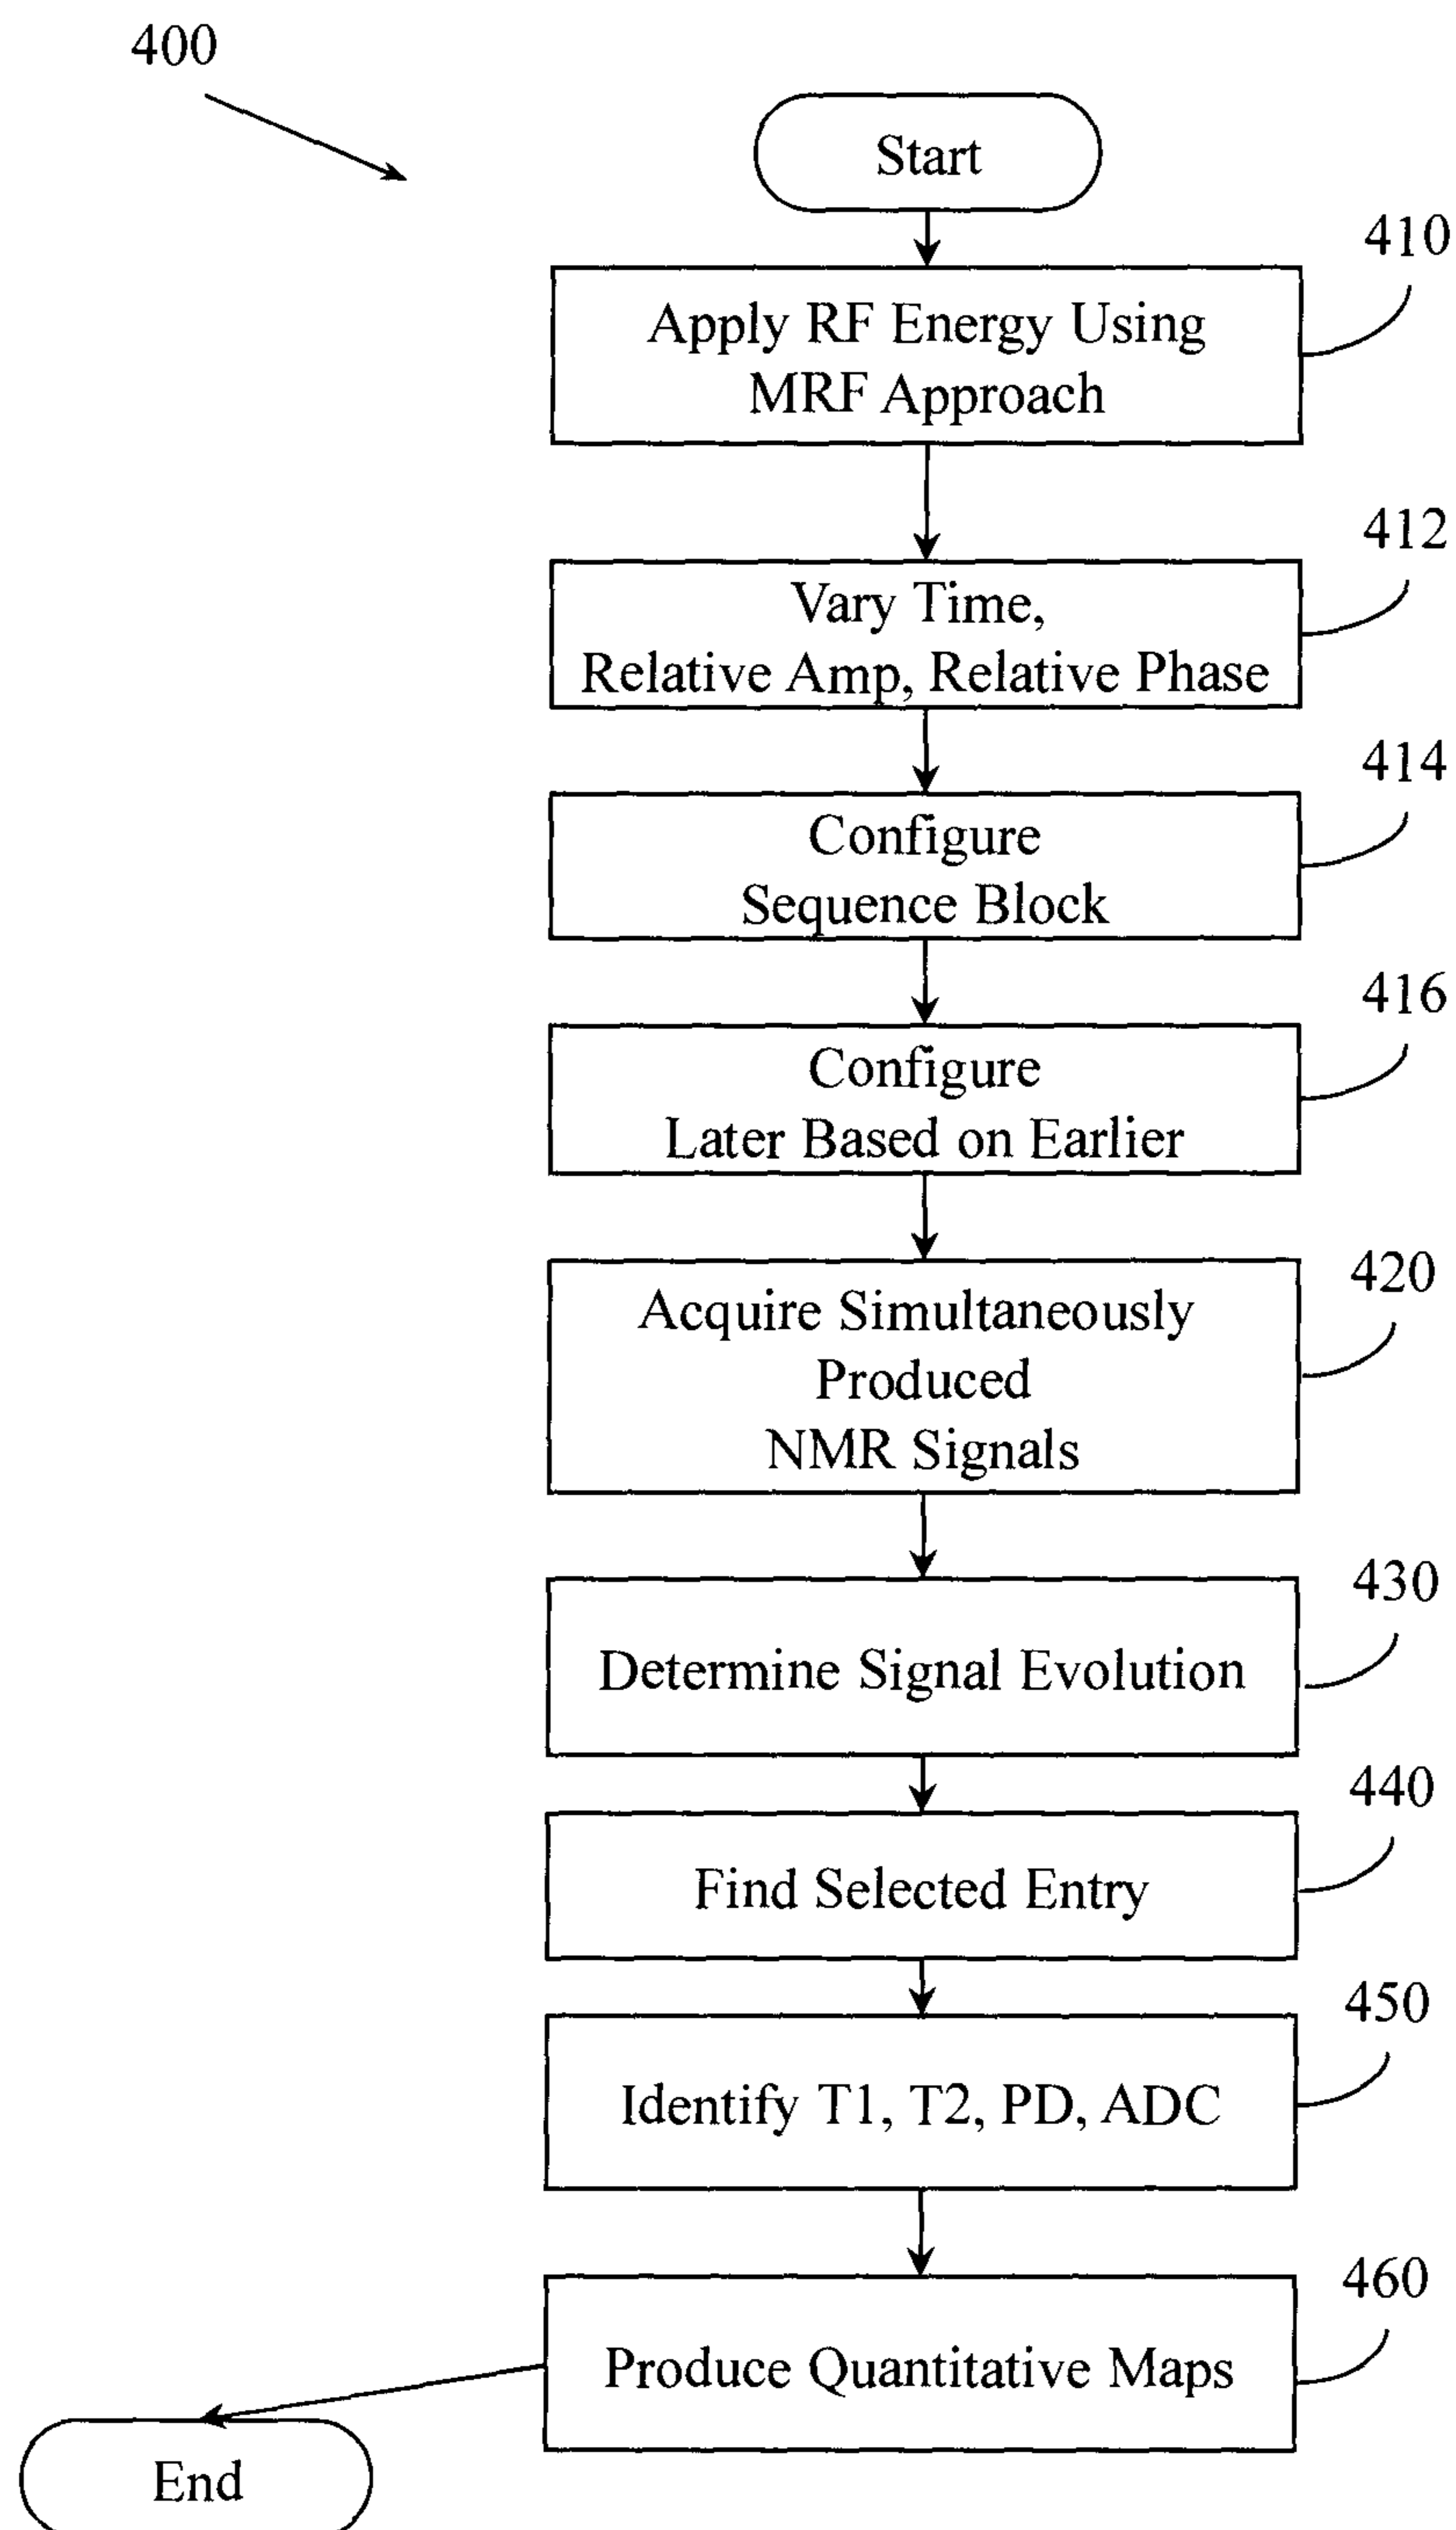 400
Start
410
Apply RF Energy Using
MRF Approach
412
Vary Time,
Relative Amp, Relative Phase
414
Configure
Sequence Block
416
Configure
Later Based on Earlier
420
Acquire Simultaneously
Produced
NMR Signals
430
Determine Signal Evolution
440
Find Selected Entry
450
Identify T1, T2, PD, ADC
460
Produce Quantitative Maps
End